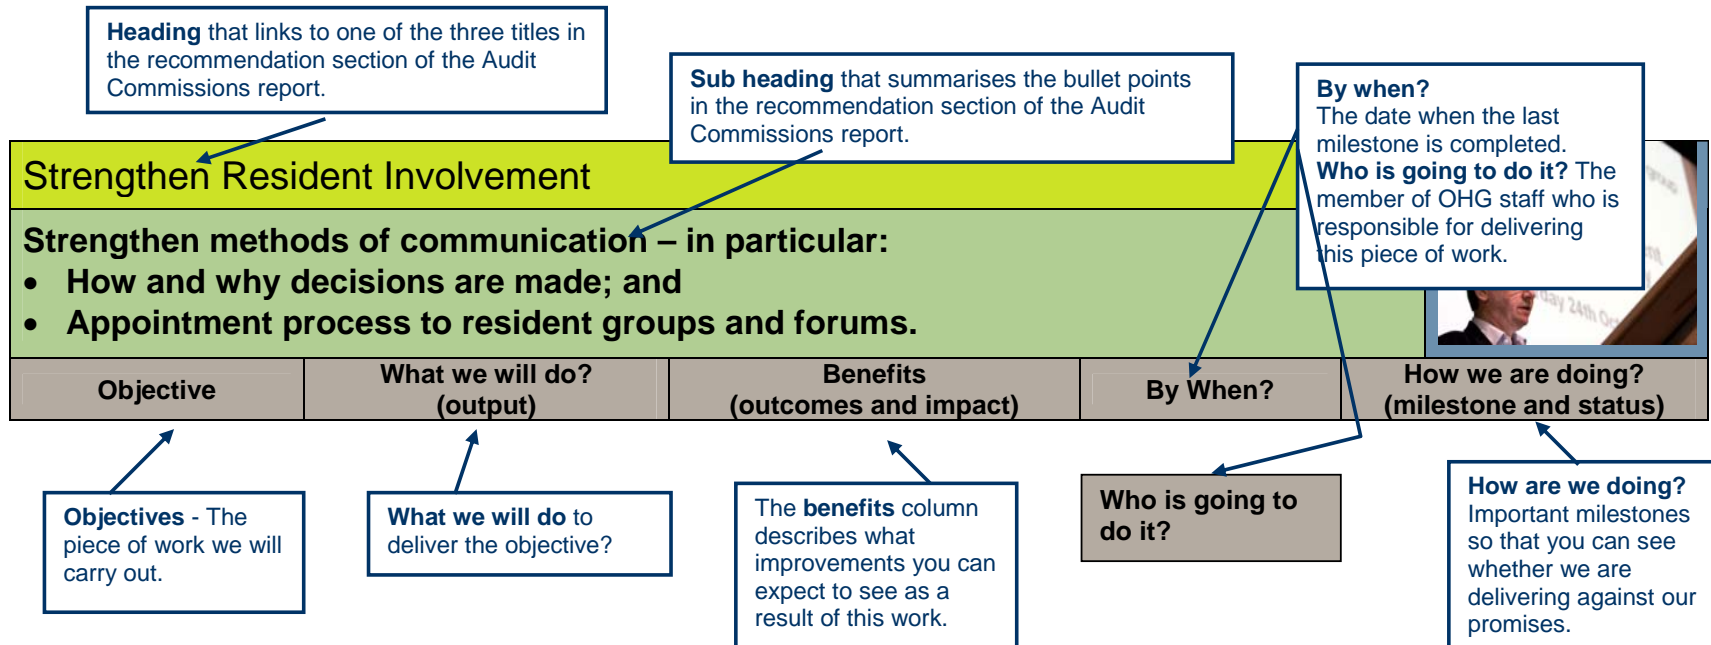 Heading that links to one of the three titles in
the recommendation section of the Audit
Commissions report.
Sub heading that summarises the bullet points
in the recommendation section of the Audit
Commissions report.
By when?
The date when the last
milestone is completed.
Who is going to do it? The
member of OHG staff who is
responsible for delivering
this piece of work.
Strengthen Resident Involvement
Strengthen methods of communication – in particular:
• How and why decisions are made; and
• Appointment process to resident groups and forums.
group
day 24th Oct
Objective
What we will do?
(output)
Benefits
(outcomes and impact)
By When?
How we are doing?
(milestone and status)
Objectives - The
piece of work we will
carry out.
What we will do to
deliver the objective?
The benefits column
describes what
improvements you can
expect to see as a
result of this work.
Who is going to
do it?
How are we doing?
Important milestones
so that you can see
whether we are
delivering against our
promises.